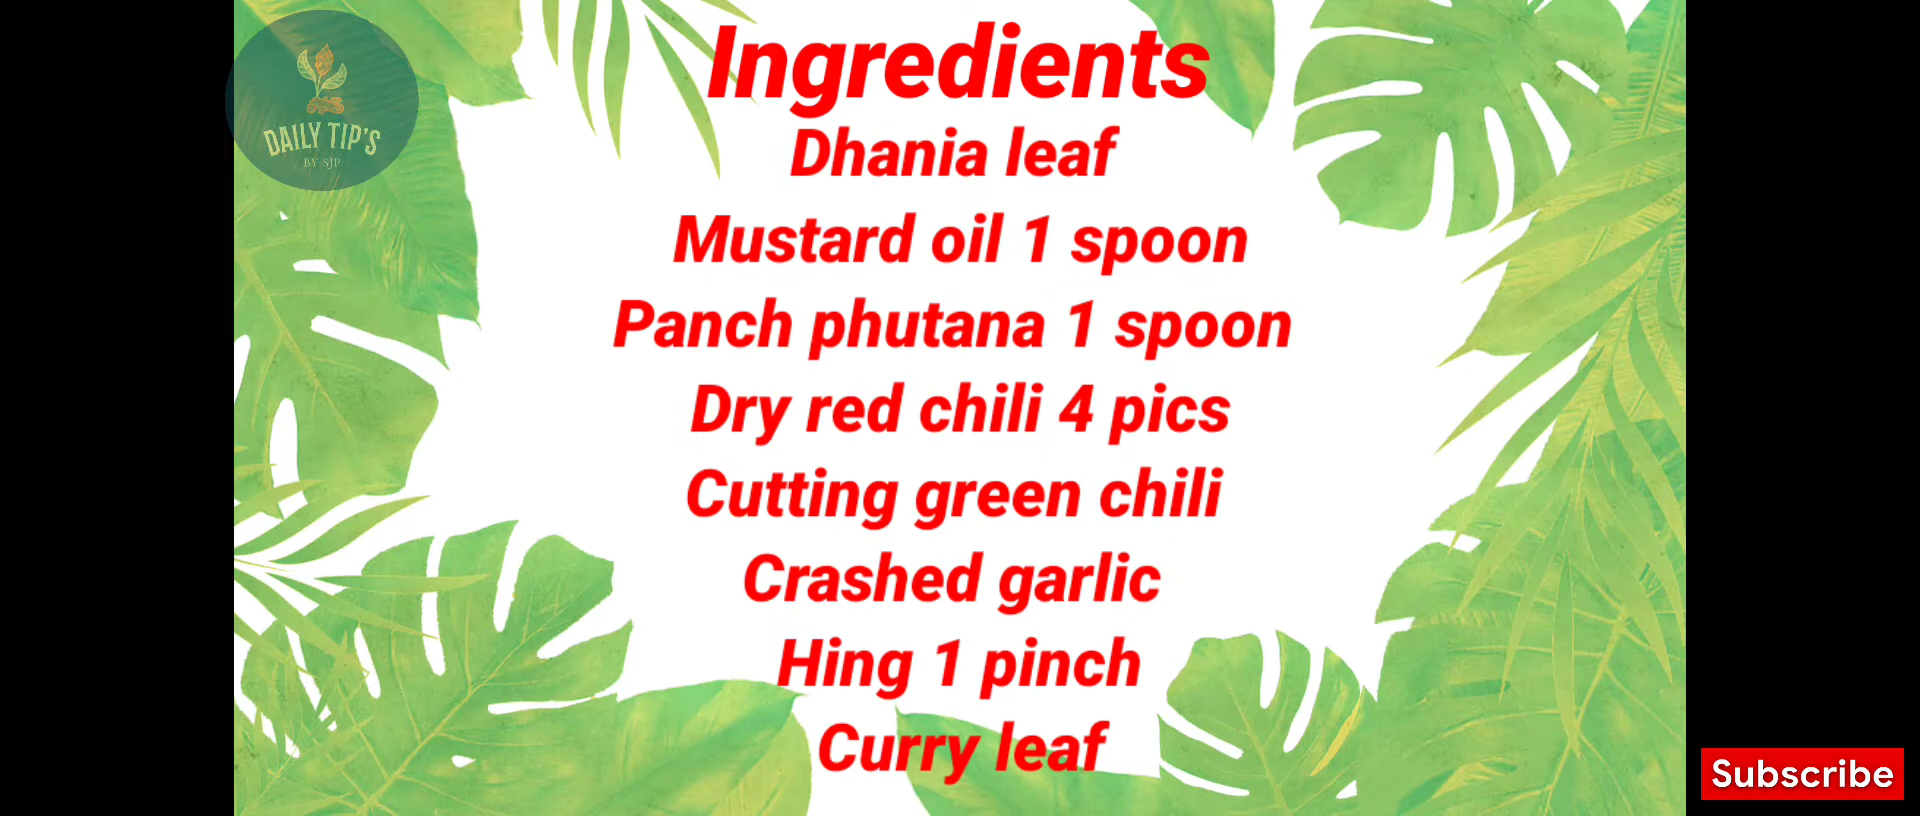 DAILY TIP'S
BY SJP
Ingredients
Dhania leaf
Mustard oil 1 spoon
Panch phutana 1 spoon
Dry red chili 4 pics
Cutting green chili
Crashed garlic
Hing 1 pinch
Curry leaf
Subscribe